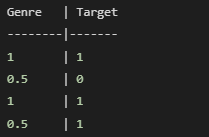 Genre   | Target
--------|-------
1       | 1
0.5     | 0
1       | 1
0.5     | 1